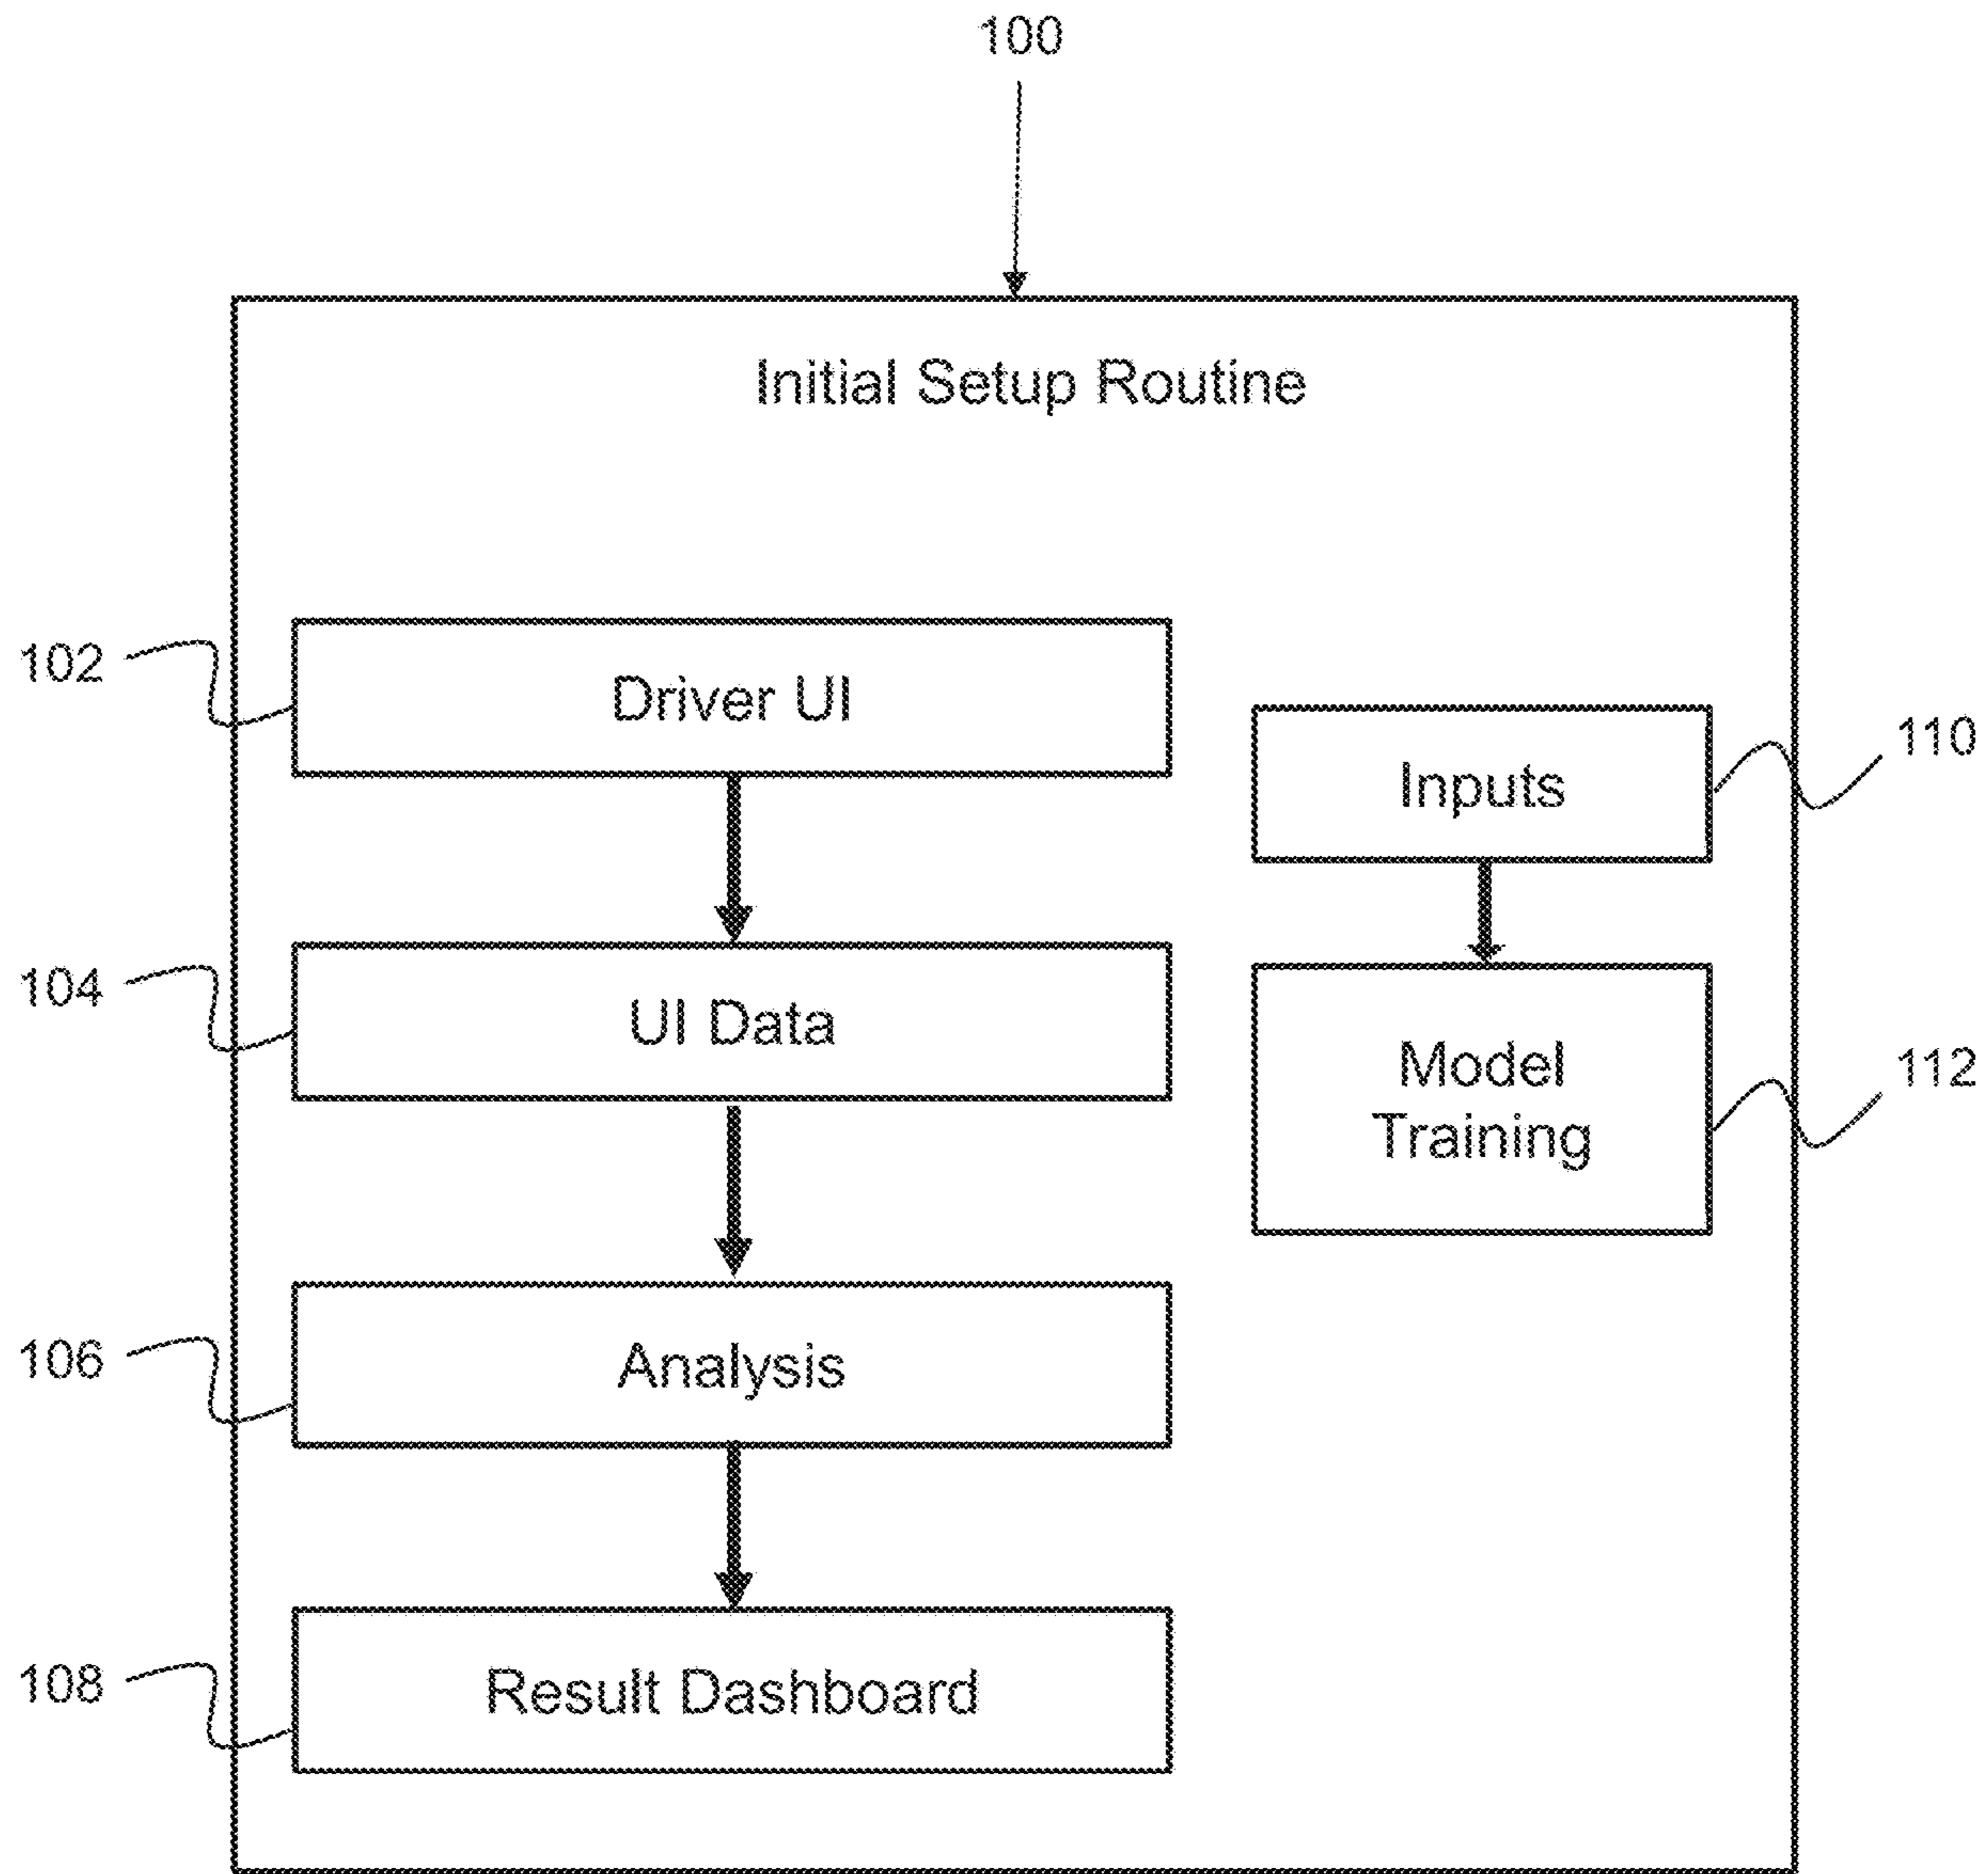 100
Initial Setup Routine
102
Driver UI
110
Inputs
104
UI Data
112
Model
Training
106
Analysis
108
Result Dashboard